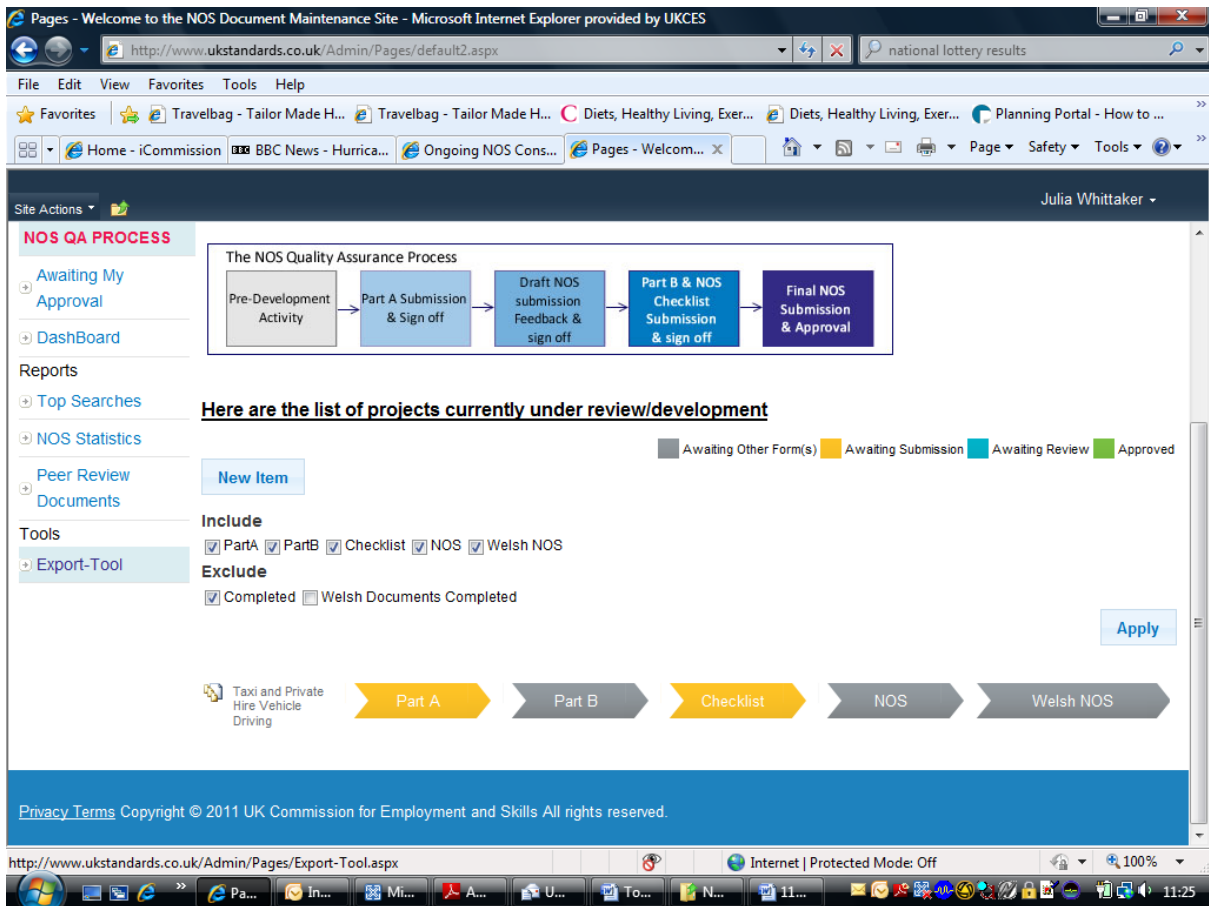 Pages - Welcome to the NOS Document Maintenance Site - Microsoft Internet Explorer provided by UKCES
http://www.ukstandards.co.uk/Admin/Pages/default2.aspx
national lottery results
File Edit View Favorites Tools Help
Favorites Travelbag - Tailor Made H... Travelbag - Tailor Made H... Diets, Healthy Living, Exer... Diets, Healthy Living, Exer... Planning Portal - How to ...
Home - iCommission BBC News - Hurrica... Ongoing NOS Cons... Pages - Welcom... X Page Safety Tools
Site Actions
Julia Whittaker
NOS QA PROCESS
Awaiting My
Approval
DashBoard
Reports
Top Searches
NOS Statistics
Peer Review
Documents
Tools
Export-Tool
The NOS Quality Assurance Process
Pre-Development
Activity
Part A Submission
& Sign off
Draft NOS
submission
Feedback &
sign off
Part B & NOS
Checklist
Submission
& sign off
Final NOS
Submission
& Approval
Here are the list of projects currently under review/development
Awaiting Other Form(s) Awaiting Submission Awaiting Review Approved
New Item
Include
PartA PartB Checklist NOS Welsh NOS
Exclude
Completed Welsh Documents Completed
Apply
Taxi and Private
Hire Vehicle
Driving
Part A Part B Checklist NOS Welsh NOS
Privacy Terms Copyright © 2011 UK Commission for Employment and Skills All rights reserved.
http://www.ukstandards.co.uk/Admin/Pages/Export-Tool.aspx Internet | Protected Mode: Off 100%
Pa... In... Mi... A... U... To... N... 11... 11:25